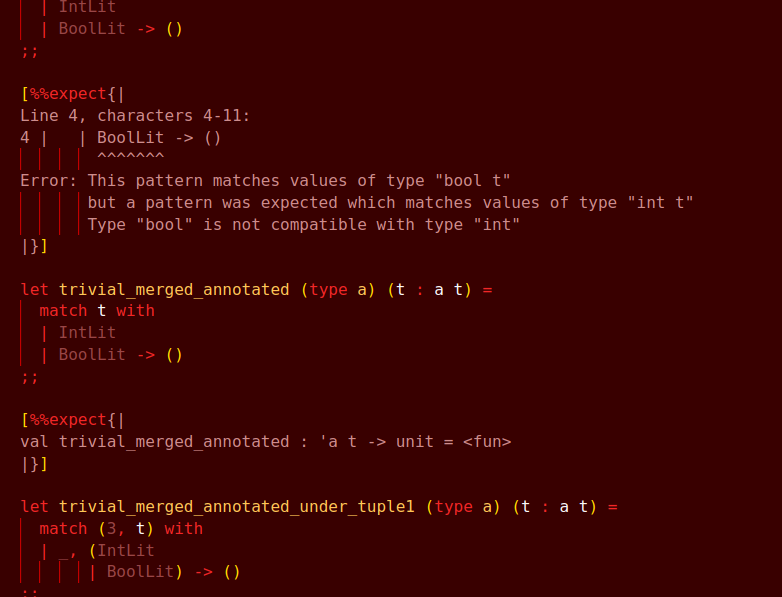 | IntLit
| BoolLit -> ()
;;
[%%expect{|
Line 4, characters 4-11:
4 |   | BoolLit -> ()
^^^^^^^
Error: This pattern matches values of type "bool t"
but a pattern was expected which matches values of type "int t"
Type "bool" is not compatible with type "int"
|}]
let trivial_merged_annotated (type a) (t : a t) =
match t with
| IntLit
| BoolLit -> ()
;;
[%%expect{|
val trivial_merged_annotated : 'a t -> unit = <fun>
|}]
let trivial_merged_annotated_under_tuple1 (type a) (t : a t) =
match (3, t) with
| _, (IntLit
| BoolLit) -> ()
;;